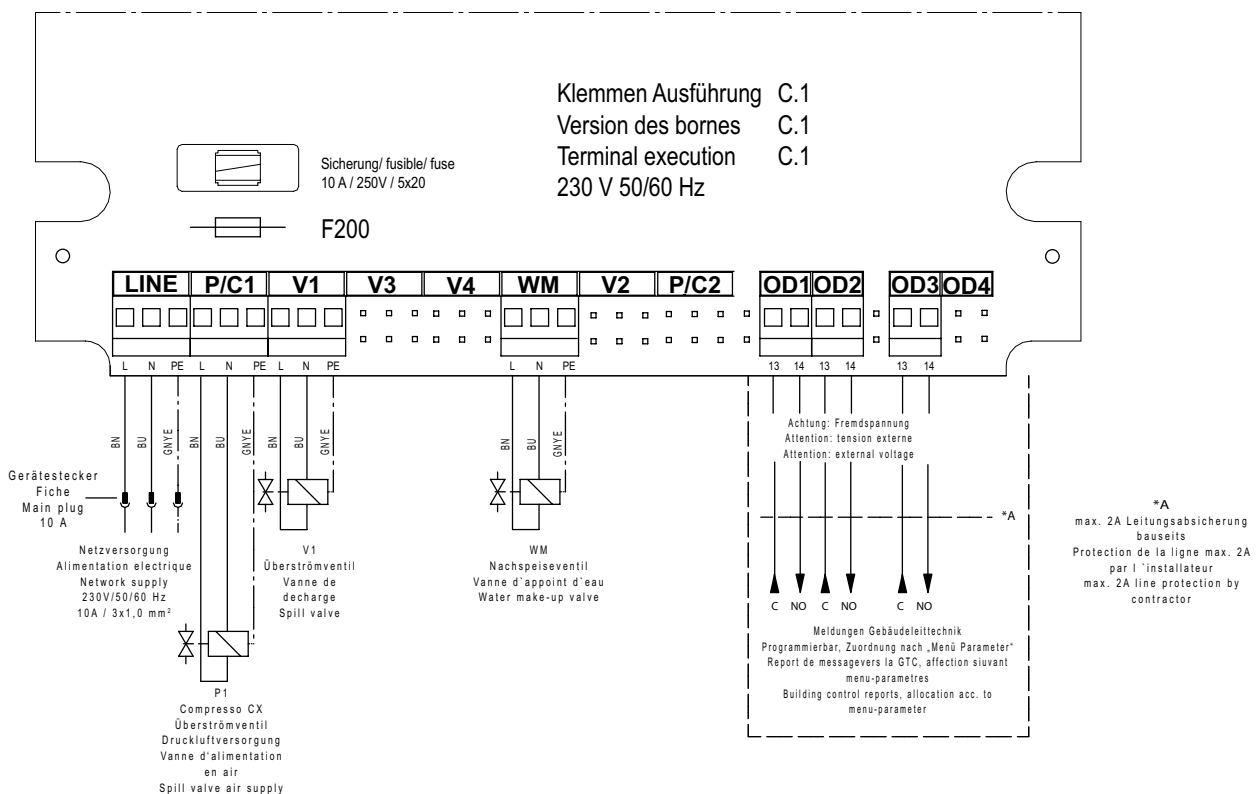 Klemmen Ausführung C.1
Version des bornes C.1
Terminal execution C.1
230 V 50/60 Hz
Sicherung/ fusible/ fuse
10 A / 250V / 5x20
F200
LINE P/C1 V1 V3 V4 WM V2 P/C2 OD1 OD2 OD3 OD4
L N PE L N PE L N PE L N PE 13 14 13 14 13 14
BN BU GNYE BN BU GNYE BN BU GNYE BN BU GNYE
Achtung: Fremdspannung
Attention: tension externe
Attention: external voltage
Gerätestecker
Fiche
Main plug
10 A
*A
Netzversorgung
Alimentation electrique
Network supply
230V/50/60 Hz
10A / 3x1,0 mm²
V1
Überströmventil
Vanne de
decharge
Spill valve
WM
Nachspeiseventil
Vanne d`appoint d`eau
Water make-up valve
*A
max. 2A Leitungsabsicherung
bauseits
Protection de la ligne max. 2A
par l `installateur
max. 2A line protection by
contractor
C NO C NO C NO
Meldungen Gebäudeleittechnik
Programmierbar, Zuordnung nach „Menü Parameter“
Report de messagevers la GTC, affection siuvant
menu-parametres
Building control reports, allocation acc. to
menu-parameter
P1
Compresso CX
Überströmventil
Druckluftversorgung
Vanne d‘alimentation
en air
Spill valve air supply